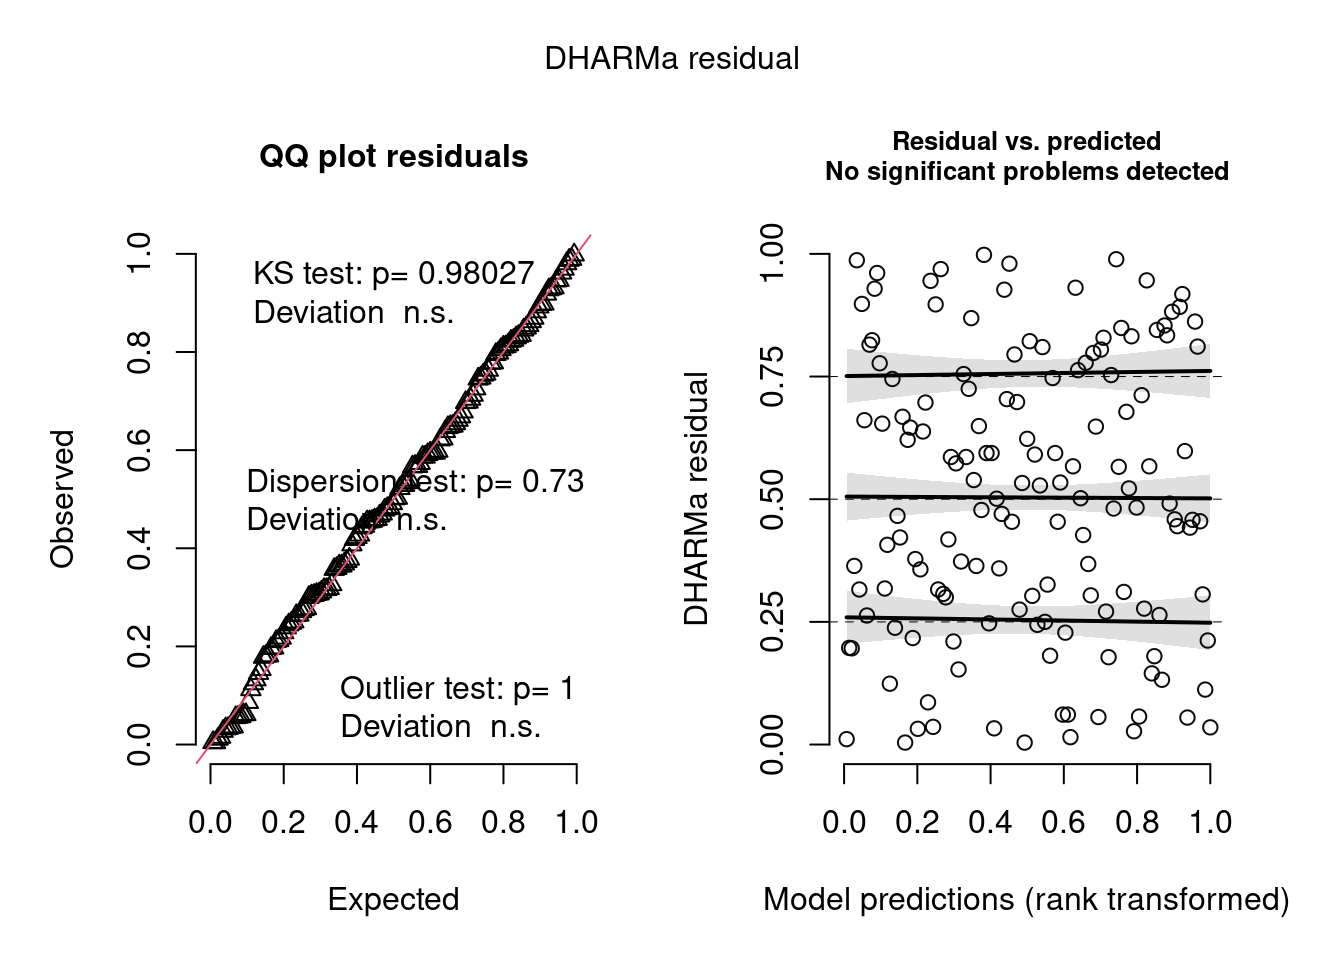 DHARMa residual
QQ plot residuals
KS test: p= 0.98027
Deviation n.s.
Dispersion test: p= 0.73
Deviation n.s.
Outlier test: p= 1
Deviation n.s.
Observed
0.0 0.2 0.4 0.6 0.8 1.0
0.0 0.2 0.4 0.6 0.8 1.0
Expected
Residual vs. predicted
No significant problems detected
DHARMa residual
0.00 0.25 0.50 0.75 1.00
0.0 0.2 0.4 0.6 0.8 1.0
Model predictions (rank transformed)